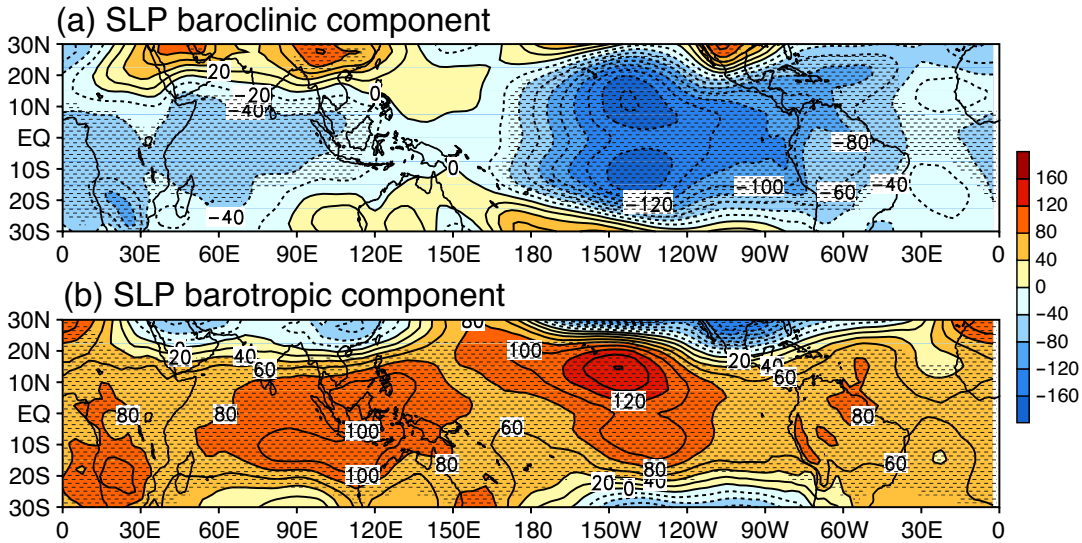 (a) SLP baroclinic component
30N
20N
10N
EQ
10S
20S
30S
20
−20
−40
0
0
−40
−120
−100
−80
−60
−40
0 30E 60E 90E 120E 150E 180 150W 120W 90W 60W 30E 0
(b) SLP barotropic component
30N
20N
10N
EQ
10S
20S
30S
20
40
60
80
80
100
100
80
80
100
60
120
80
20
0
40
20
40
60
80
60
0 30E 60E 90E 120E 150E 180 150W 120W 90W 60W 30E 0
160
120
80
40
0
−40
−80
−120
−160